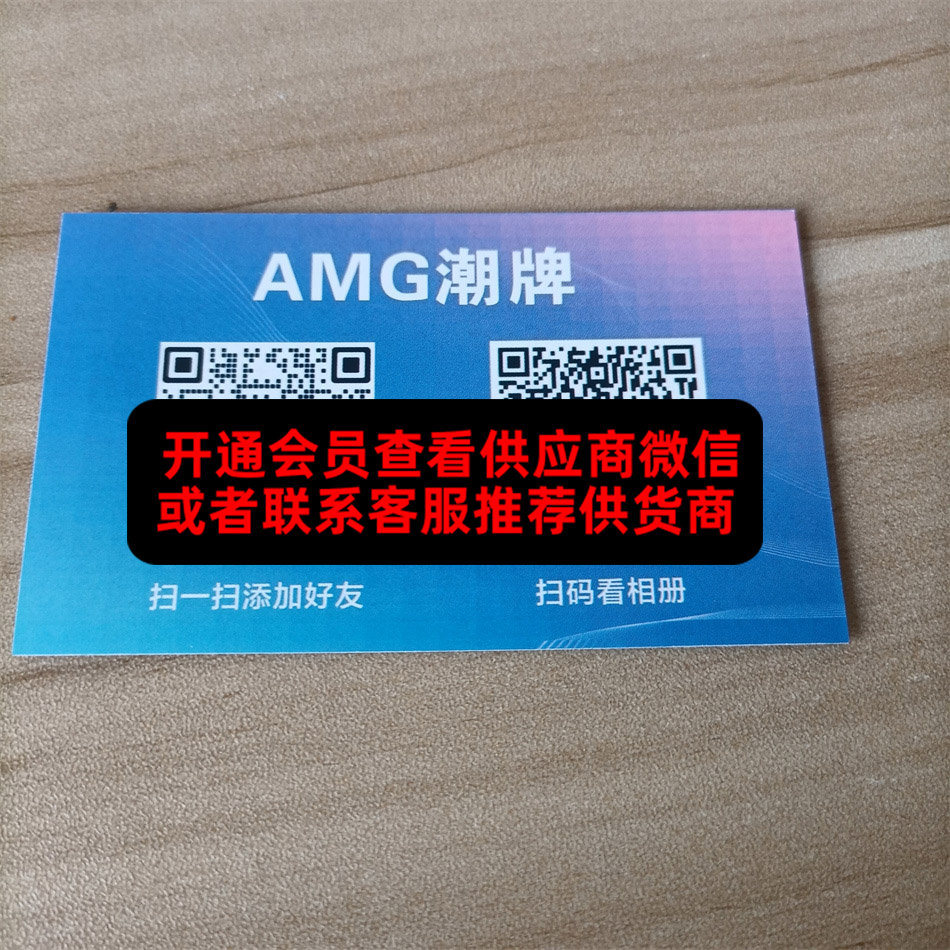 AMG潮牌
开通会员查看供应商微信
或者联系客服推荐供货商
扫一扫添加好友
扫码看相册